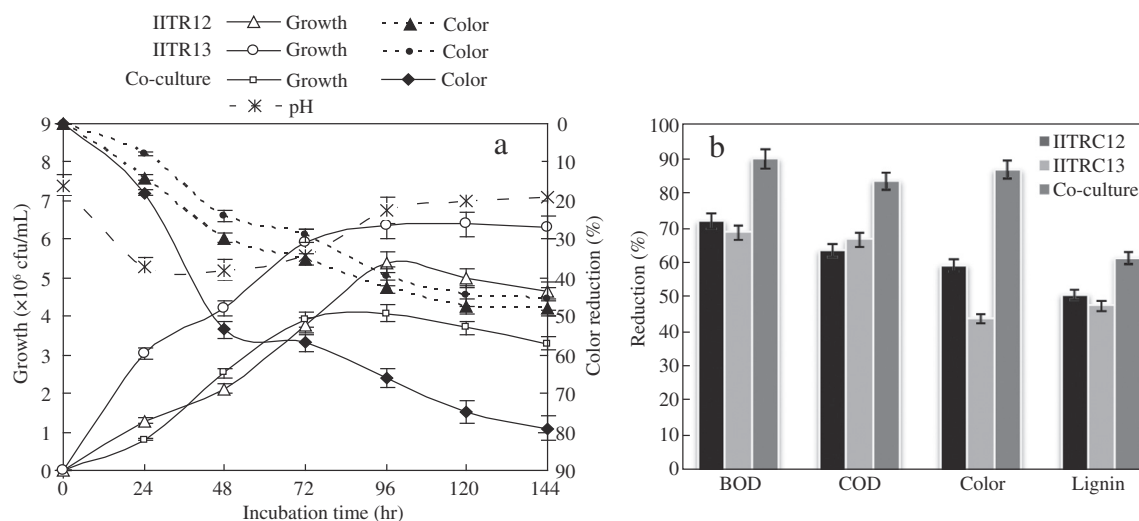 IITR12 Growth Color
IITR13 Growth Color
Co-culture Growth Color
pH
a
9
8
7
6
5
4
3
2
1
0
Growth (×10⁶ cfu/mL)
0
10
20
30
40
50
60
70
80
90
Color reduction (%)
0 24 48 72 96 120 144
Incubation time (hr)
b
IITRC12
IITRC13
Co-culture
100
90
80
70
60
50
40
30
20
10
0
Reduction (%)
BOD COD Color Lignin